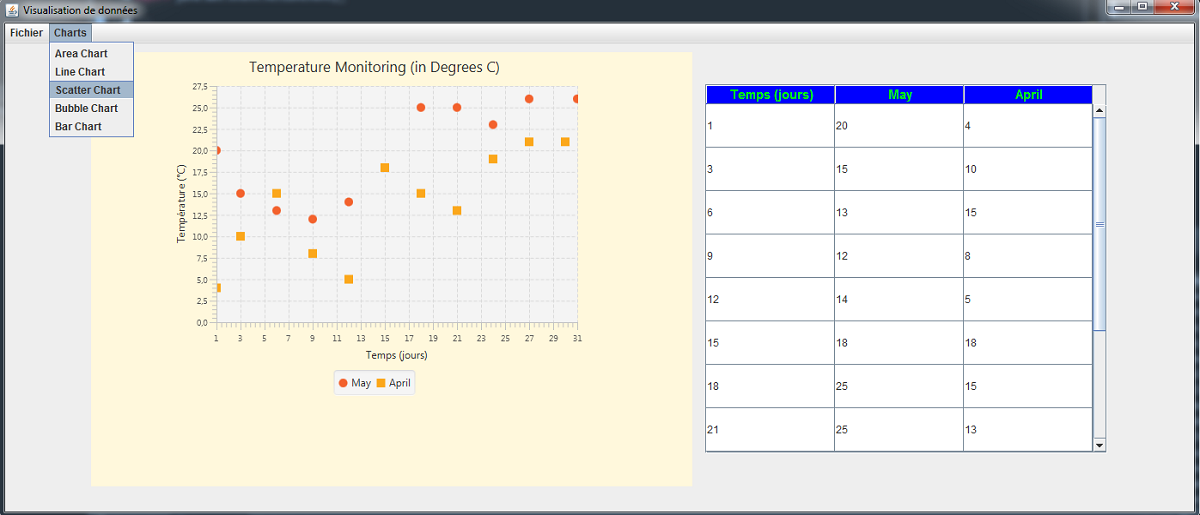 Visualisation de données
Fichier Charts
Area Chart
Line Chart
Scatter Chart
Bubble Chart
Bar Chart
Temperature Monitoring (in Degrees C)
Température (°C)
27,5
25,0
22,5
20,0
17,5
15,0
12,5
10,0
7,5
5,0
2,5
0,0
1 3 5 7 9 11 13 15 17 19 21 23 25 27 29 31
Temps (jours)
May April
Temps (jours) May April
1 20 4
3 15 10
6 13 15
9 12 8
12 14 5
15 18 18
18 25 15
21 25 13